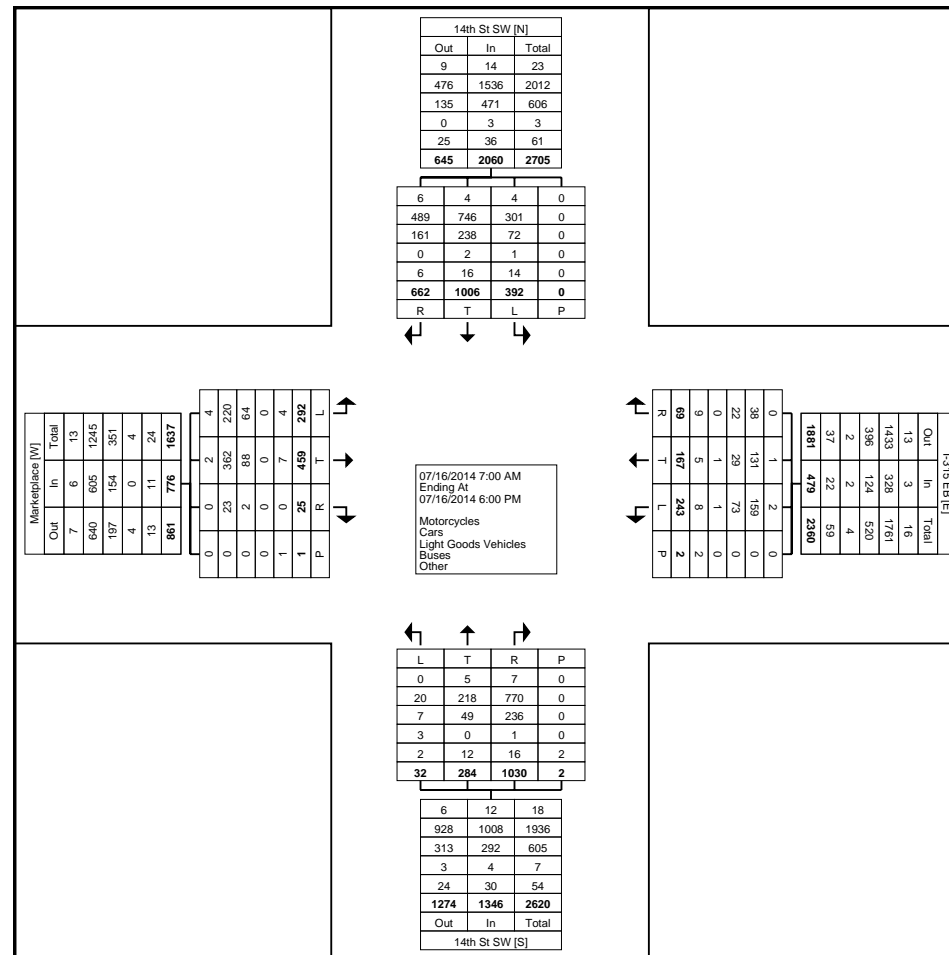 14th St SW [N]
Out In Total
9 14 23
476 1536 2012
135 471 606
0 3 3
25 36 61
645 2060 2705
6 4 4 0
489 746 301 0
161 238 72 0
0 2 1 0
6 16 14 0
662 1006 392 0
R T L P
Marketplace [W]
Out In Total
7 6 13
640 605 1245
197 154 351
4 0 4
13 11 24
861 776 1637
0 0 2 4
0 23 362 220
0 2 88 64
0 0 0 0
1 0 7 4
1 25 459 292
P R T L
07/16/2014 7:00 AM
Ending At
07/16/2014 6:00 PM
Motorcycles
Cars
Light Goods Vehicles
Buses
Other
I-315 EB [E]
Out In Total
13 3 16
1433 328 1761
396 124 520
2 2 4
37 22 59
1881 479 2360
0 1 2 0
38 131 159 0
22 29 73 0
0 1 1 0
9 5 8 2
69 167 243 2
R T L P
L T R P
0 5 7 0
20 218 770 0
7 49 236 0
3 0 1 0
2 12 16 2
32 284 1030 2
6 12 18
928 1008 1936
313 292 605
3 4 7
24 30 54
1274 1346 2620
Out In Total
14th St SW [S]